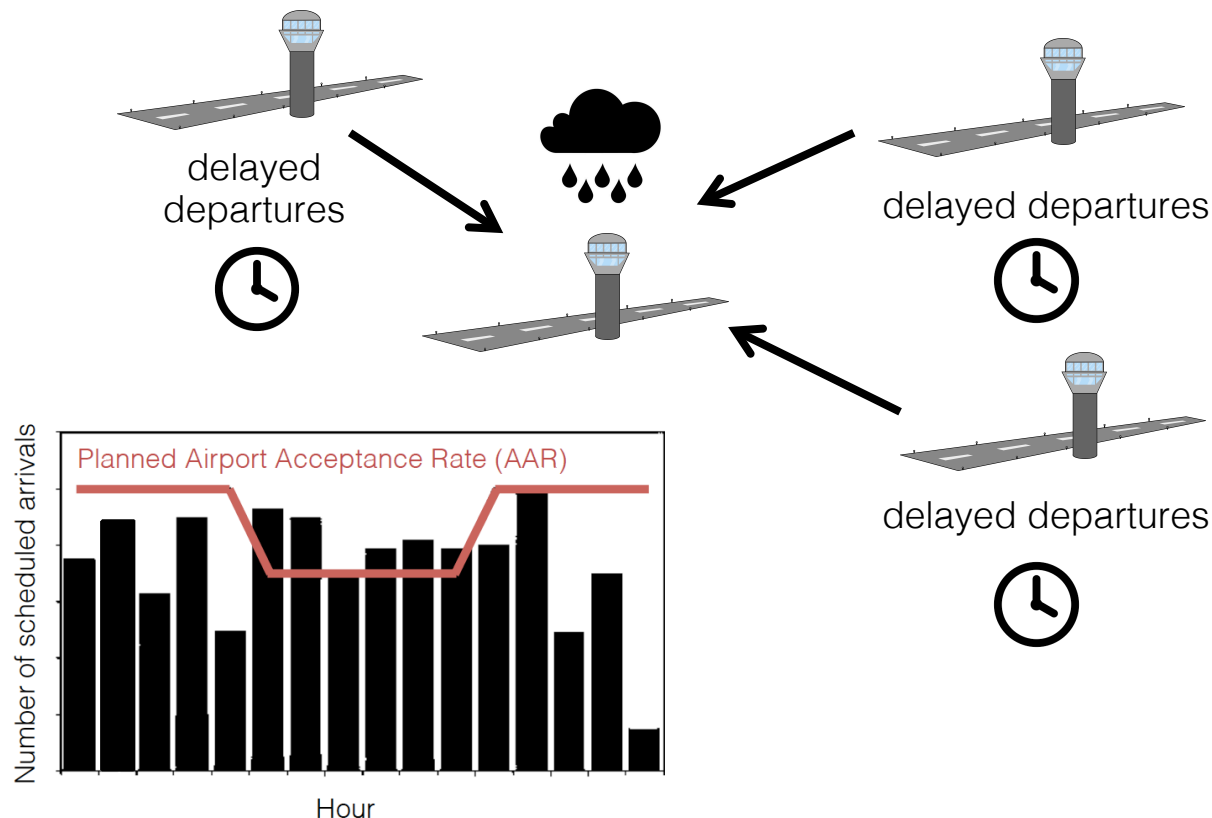 delayed
departures
delayed departures
delayed departures
Planned Airport Acceptance Rate (AAR)
Number of scheduled arrivals
Hour